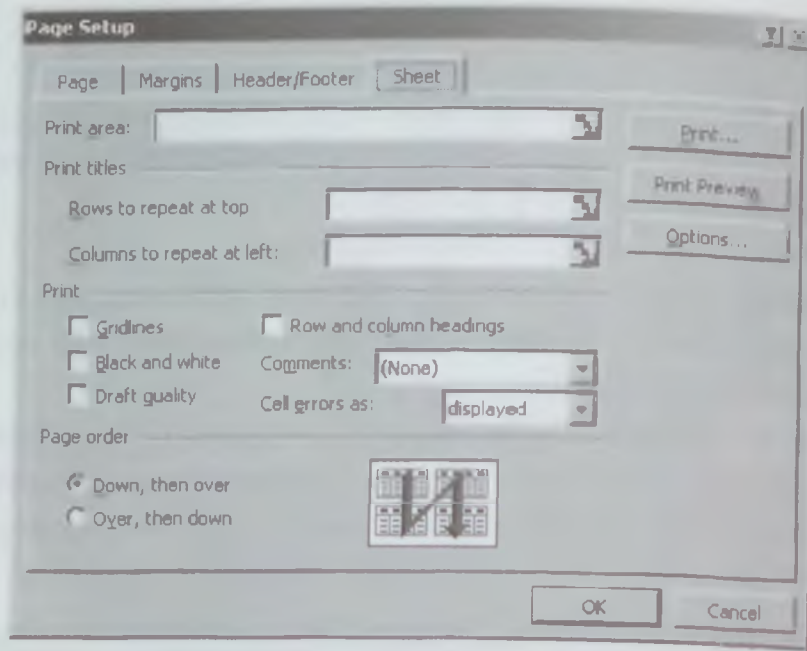 Page Setup
Page Margins Header/Footer Sheet
Print area:
Print...
Print titles
Print Preview
Rows to repeat at top
Options...
Columns to repeat at left:
Print
Gridlines
Row and column headings
Black and white
Comments: (None)
Draft quality
Cell errors as: displayed
Page order
Down, then over
Over, then down
OK
Cancel